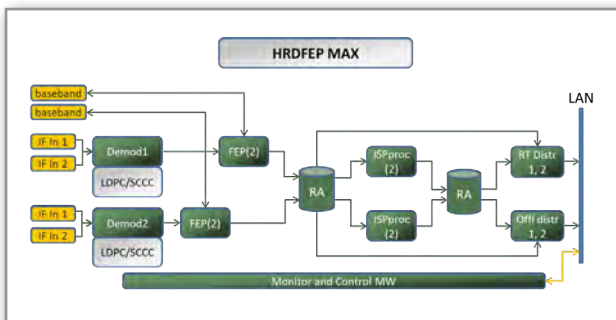 HRDFEP MAX
LAN
baseband
baseband
IF In 1
IF In 2
Demod1
LDPC/SCCC
FEP(2)
RA
ISPproc
(2)
RA
RT Distr
1, 2
IF In 1
IF In 2
Demod2
LDPC/SCCC
FEP(2)
ISPproc
(2)
Offl distr
1, 2
Monitor and Control MW